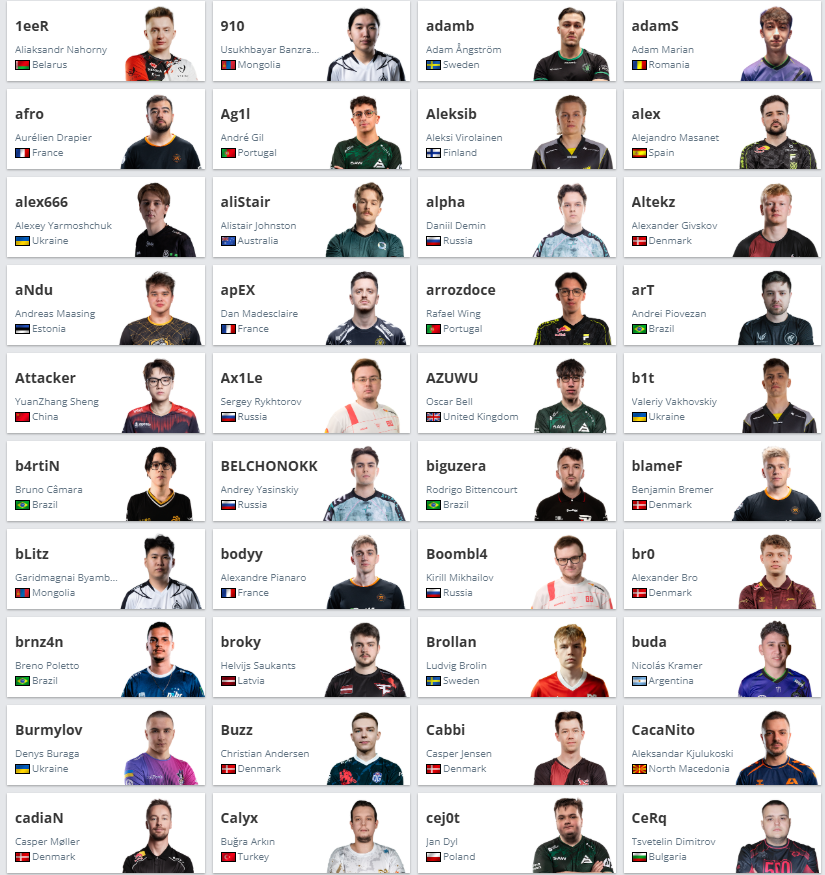 1eeR
Aliaksandr Nahorny
Belarus
910
Usukhbayar Banzra...
Mongolia
adamb
Adam Ångström
Sweden
adamS
Adam Marian
Romania
afro
Aurélien Drapier
France
Ag1l
André Gil
Portugal
Aleksib
Aleksi Virolainen
Finland
alex
Alejandro Masanet
Spain
alex666
Alexey Yarmoshchuk
Ukraine
aliStair
Alistair Johnston
Australia
alpha
Daniil Demin
Russia
Altekz
Alexander Givskov
Denmark
aNdu
Andreas Maasing
Estonia
apEX
Dan Madesclaire
France
arrozdoce
Rafael Wing
Portugal
arT
Andrei Piovezan
Brazil
Attacker
YuanZhang Sheng
China
Ax1Le
Sergey Rykhtorov
Russia
AZUWU
Oscar Bell
United Kingdom
b1t
Valeriy Vakhovskiy
Ukraine
b4rtiN
Bruno Câmara
Brazil
BELCHONOKK
Andrey Yasinskiy
Russia
biguzera
Rodrigo Bittencourt
Brazil
blameF
Benjamin Bremer
Denmark
bLitz
Garidmagnai Byamb...
Mongolia
bodyy
Alexandre Pianaro
France
Boombl4
Kirill Mikhailov
Russia
br0
Alexander Bro
Denmark
brnz4n
Breno Poletto
Brazil
broky
Helvijs Saukants
Latvia
Brollan
Ludvig Brolin
Sweden
buda
Nicolás Kramer
Argentina
Burmylov
Denys Buraga
Ukraine
Buzz
Christian Andersen
Denmark
Cabbi
Casper Jensen
Denmark
CacaNito
Aleksandar Kjulukoski
North Macedonia
cadiaN
Casper Møller
Denmark
Calyx
Buğra Arkın
Turkey
cej0t
Jan Dyl
Poland
CeRq
Tsvetelin Dimitrov
Bulgaria